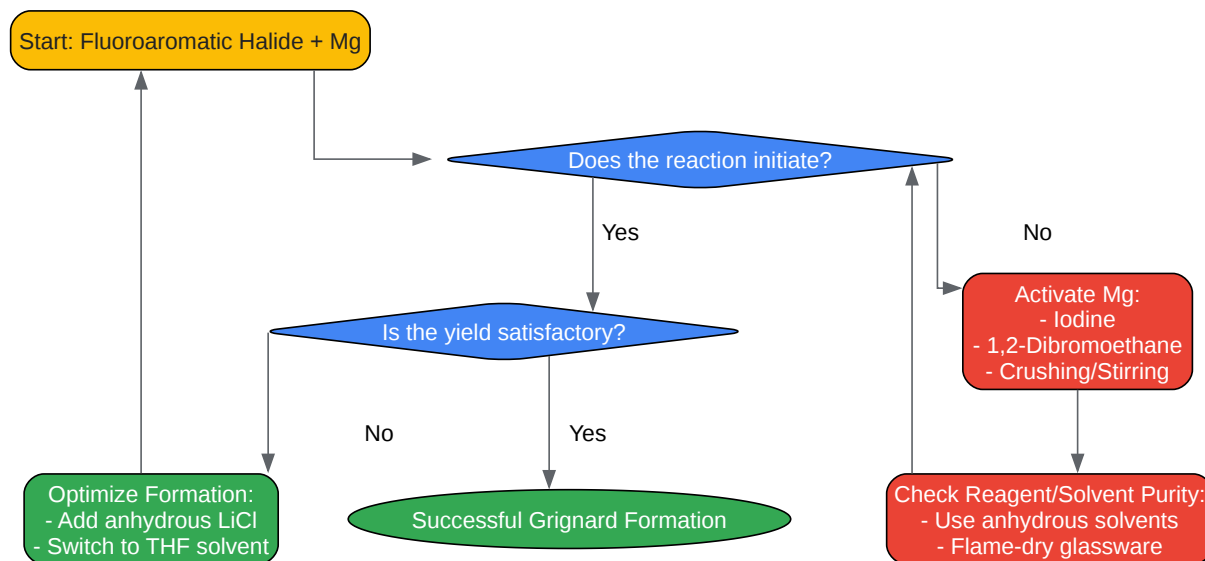 Start: Fluoroaromatic Halide + Mg
Does the reaction initiate?
Yes
No
Activate Mg:
- Iodine
- 1,2-Dibromoethane
- Crushing/Stirring
Is the yield satisfactory?
No
Yes
Optimize Formation:
- Add anhydrous LiCl
- Switch to THF solvent
Successful Grignard Formation
Check Reagent/Solvent Purity:
- Use anhydrous solvents
- Flame-dry glassware